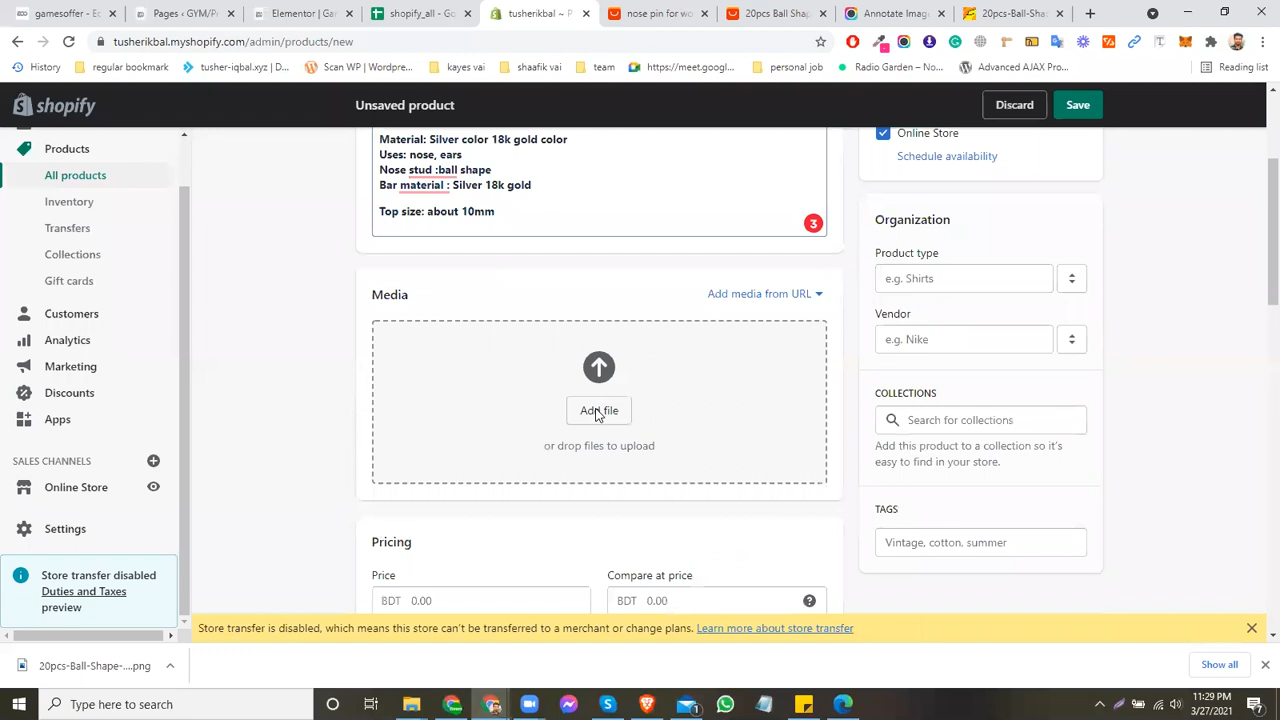 gamesoffer - E
Pages ‹ GYM/P
Elementor | G
shopify_all - G
tusherikbal ~ P
nose pin for wo
20pcs Ball Sha
Annotate Imag
20pcs-Ball-Sha
tusherikbal.myshopify.com/admin/products/new
History
regular bookmark
tusher-iqbal.xyz | D...
Scan WP | Wordpre...
kayes vai
shaafik vai
team
https://meet.googl...
personal job
Radio Garden – No...
Advanced AJAX Pro...
Reading list
shopify
Unsaved product
Discard
Save
Products
All products
Inventory
Transfers
Collections
Gift cards
Customers
Analytics
Marketing
Discounts
Apps
SALES CHANNELS
Online Store
Settings
Store transfer disabled
Duties and Taxes
preview
Material: Silver color 18k gold color
Uses: nose, ears
Nose stud :ball shape
Bar material : Silver 18k gold
Top size: about 10mm
3
Media
Add media from URL
Add file
or drop files to upload
Pricing
Price
Compare at price
BDT 0.00
BDT 0.00
Online Store
Schedule availability
Organization
Product type
e.g. Shirts
Vendor
e.g. Nike
COLLECTIONS
Search for collections
Add this product to a collection so it's
easy to find in your store.
TAGS
Vintage, cotton, summer
Store transfer is disabled, which means this store can't be transferred to a merchant or change plans. Learn more about store transfer
20pcs-Ball-Shape-....png
Show all
Type here to search
11:29 PM
3/27/2021